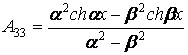 A₃₃ = (α²chαx − β²chβx) / (α² − β²)